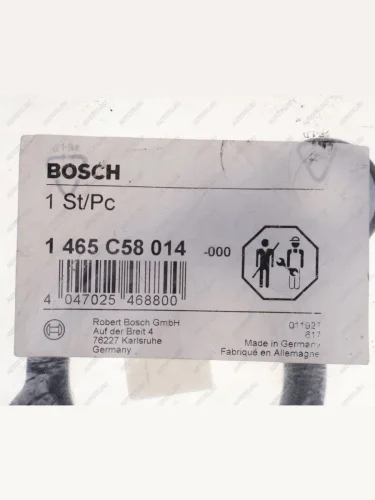 BOSCH
1 St/Pc
1 465 C58 014 -000
4 047025 468800
Robert Bosch GmbH
Auf der Breit 4
76227 Karlsruhe
Germany
617
Made in Germany
Fabriqué en Allemagne